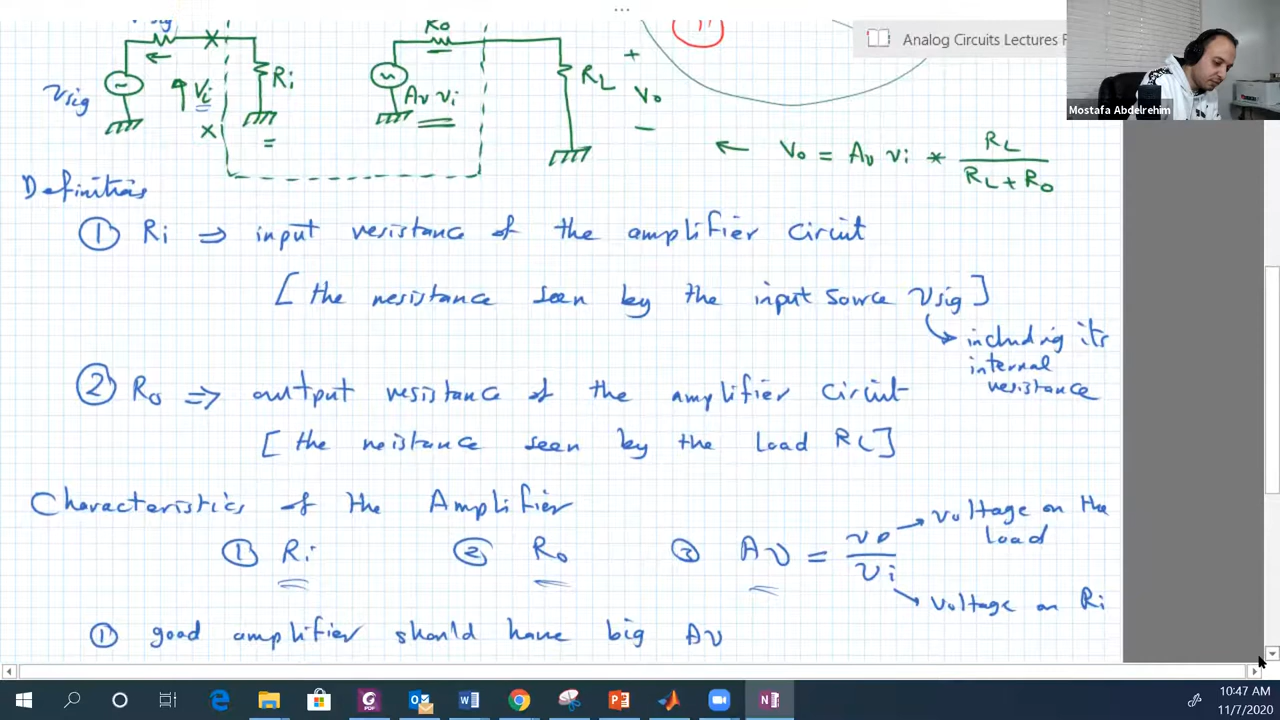 Vsig
Ro
11
Analog Circuits Lectures F
Mostafa Abdelrehim
Vsig
Vi
Ri
=
Av vi
RL
+
Vo
-
← Vo = Av vi * RL / RL + Ro
Definitions
① Ri ⇒ input resistance of the amplifier circuit
[the resistance seen by the input source Vsig]
including its
internal
resistance
② Ro ⇒ output resistance of the amplifier circuit
[the resistance seen by the Load RL]
Characteristics of the Amplifier
① Ri ② Ro ③ Av = vo / vi
voltage on the
Load
voltage on Ri
① good amplifier should have big Av
10:47 AM
11/7/2020